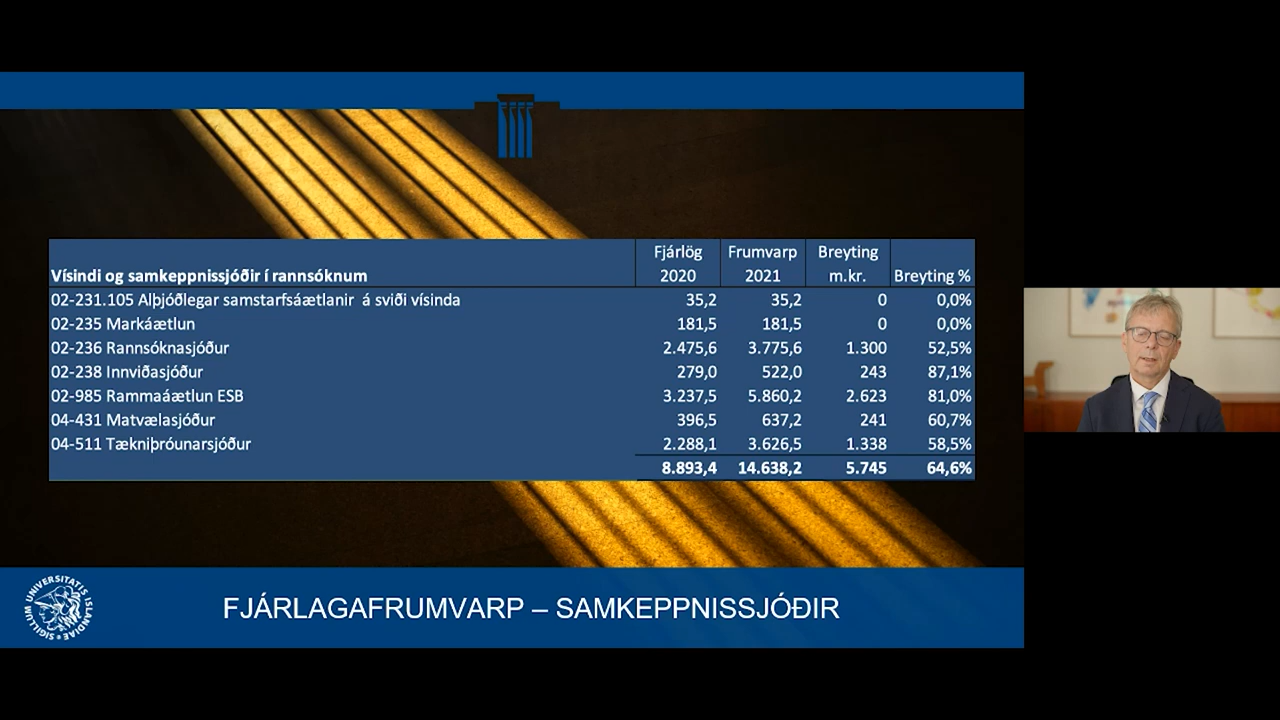 Fjárlög Frumvarp Breyting
Vísindi og samkeppnissjóðir í rannsóknum 2020 2021 m.kr. Breyting %
02-231.105 Alþjóðlegar samstarfsáætlanir á sviði vísinda 35,2 35,2 0 0,0%
02-235 Markáætlun 181,5 181,5 0 0,0%
02-236 Rannsóknasjóður 2.475,6 3.775,6 1.300 52,5%
02-238 Innviðasjóður 279,0 522,0 243 87,1%
02-985 Rammaáætlun ESB 3.237,5 5.860,2 2.623 81,0%
04-431 Matvælasjóður 396,5 637,2 241 60,7%
04-511 Tækniþróunarsjóður 2.288,1 3.626,5 1.338 58,5%
8.893,4 14.638,2 5.745 64,6%
SIGILLUM UNIVERSITATIS ISLANDIAE
FJÁRLAGAFRUMVARP – SAMKEPPNISSJÓÐIR